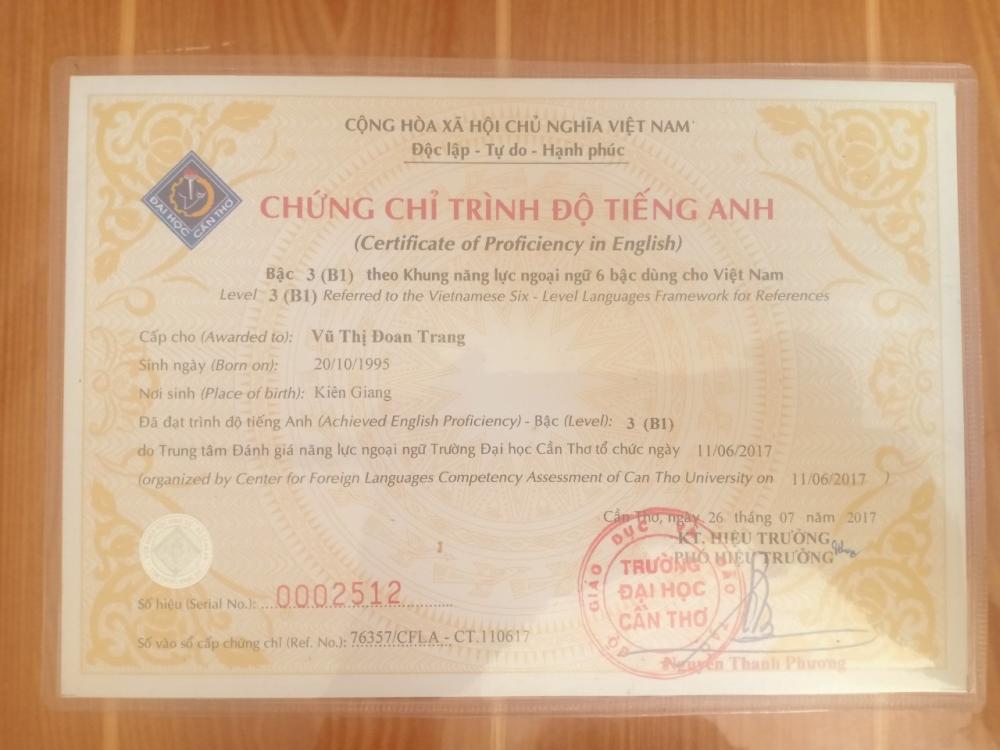 CỘNG HÒA XÃ HỘI CHỦ NGHĨA VIỆT NAM
Độc lập - Tự do - Hạnh phúc
ĐẠI HỌC CẦN THƠ
CHỨNG CHỈ TRÌNH ĐỘ TIẾNG ANH
(Certificate of Proficiency in English)
Bậc 3 (B1) theo Khung năng lực ngoại ngữ 6 bậc dùng cho Việt Nam
Level 3 (B1) Referred to the Vietnamese Six - Level Languages Framework for References
Cấp cho (Awarded to): Vũ Thị Đoan Trang
Sinh ngày (Born on): 20/10/1995
Nơi sinh (Place of birth): Kiên Giang
Đã đạt trình độ tiếng Anh (Achieved English Proficiency) - Bậc (Level): 3 (B1)
do Trung tâm Đánh giá năng lực ngoại ngữ Trường Đại học Cần Thơ tổ chức ngày 11/06/2017
(organized by Center for Foreign Languages Competency Assessment of Can Tho University on 11/06/2017 )
Cần Thơ, ngày 26 tháng 07 năm 2017
KT. HIỆU TRƯỞNG
PHÓ HIỆU TRƯỞNG
BỘ GIÁO DỤC VÀ ĐÀO TẠO
TRƯỜNG
ĐẠI HỌC
CẦN THƠ
Nguyễn Thanh Phương
1
Số hiệu (Serial No.): 0002512
Số vào sổ cấp chứng chỉ (Ref. No.): 76357/CFLA - CT.110617